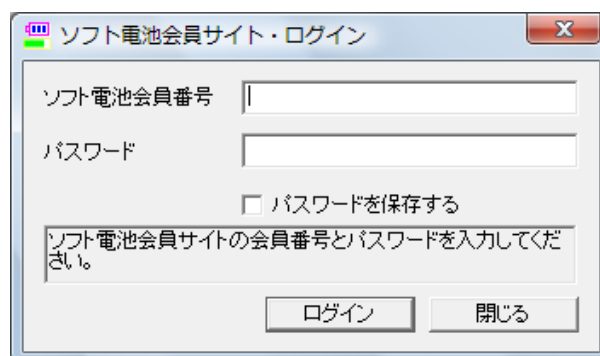 ソフト電池会員サイト・ログイン
ソフト電池会員番号
パスワード
パスワードを保存する
ソフト電池会員サイトの会員番号とパスワードを入力してくだ
さい。
ログイン
閉じる